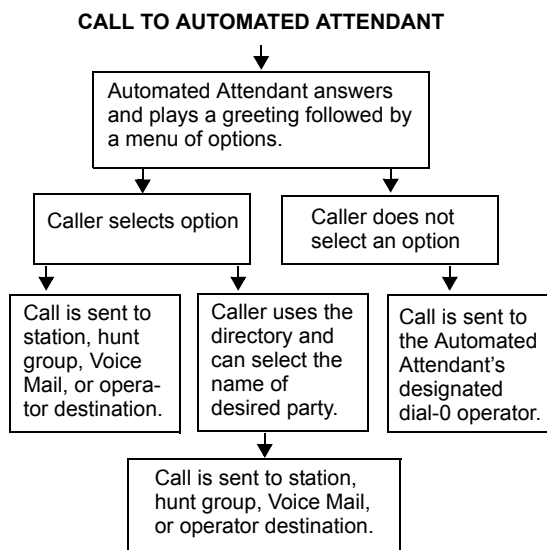 CALL TO AUTOMATED ATTENDANT
Automated Attendant answers
and plays a greeting followed by
a menu of options.
Caller selects option
Caller does not
select an option
Call is sent to
station, hunt
group, Voice
Mail, or opera-
tor destination.
Caller uses the
directory and
can select the
name of
desired party.
Call is sent to
the Automated
Attendant's
designated
dial-0 operator.
Call is sent to station,
hunt group, Voice Mail,
or operator destination.